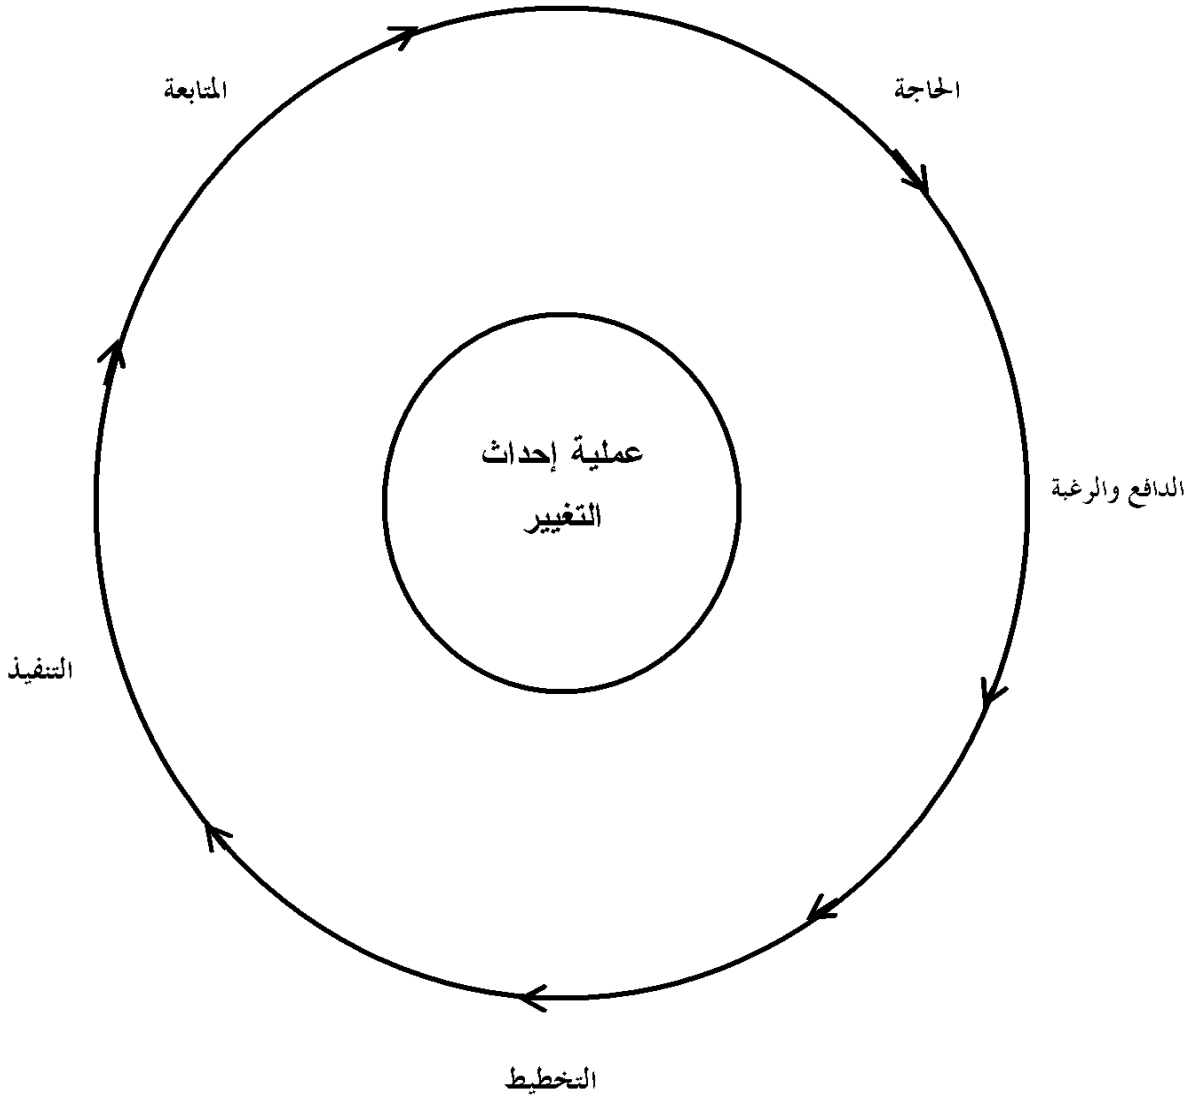 الحاجة
المتابعة
عملية إحداث
التغيير
الدافع والرغبة
التنفيذ
التخطيط